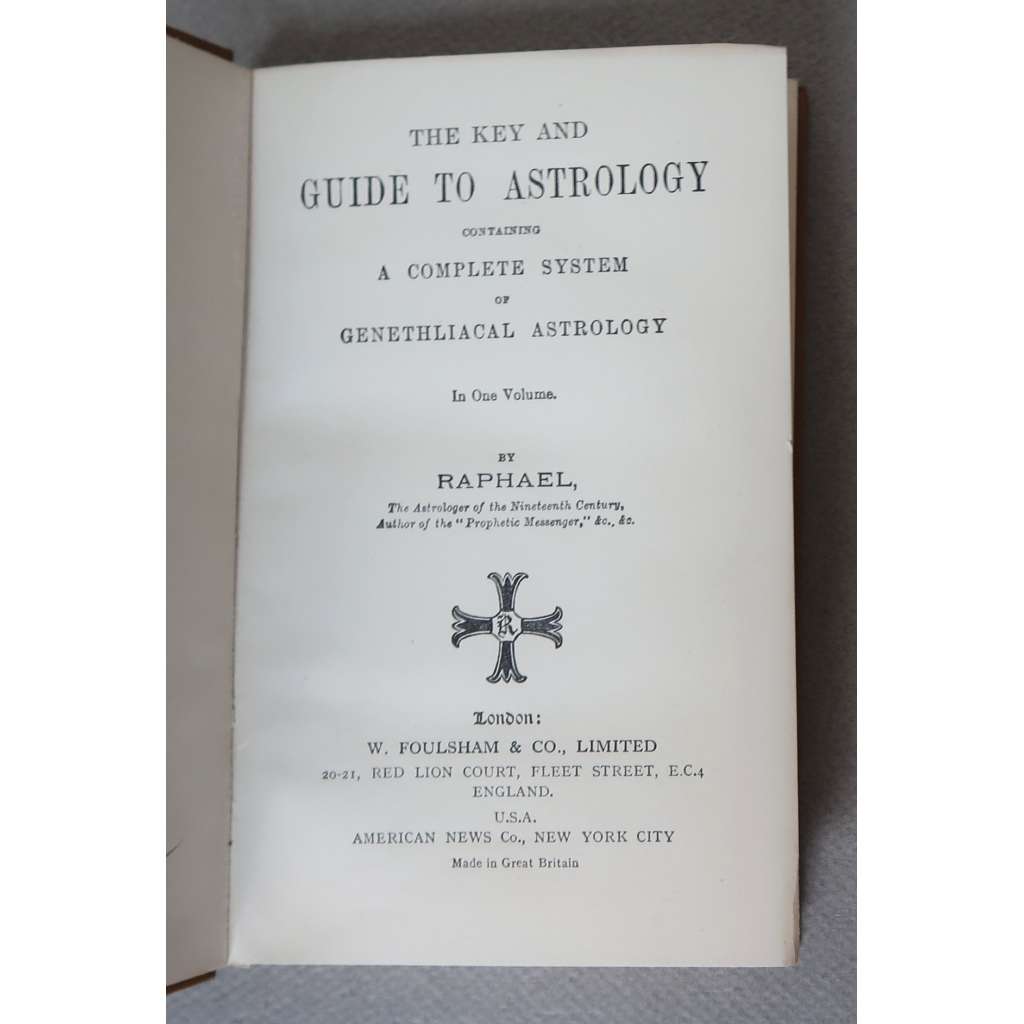 THE KEY AND
GUIDE TO ASTROLOGY
CONTAINING
A COMPLETE SYSTEM
OF
GENETHLIACAL ASTROLOGY
In One Volume.
BY
RAPHAEL,
The Astrologer of the Nineteenth Century,
Author of the "Prophetic Messenger," &c., &c.
R
London:
W. FOULSHAM & CO., LIMITED
20-21, RED LION COURT, FLEET STREET, E.C.4
ENGLAND.
U.S.A.
AMERICAN NEWS Co., NEW YORK CITY
Made in Great Britain